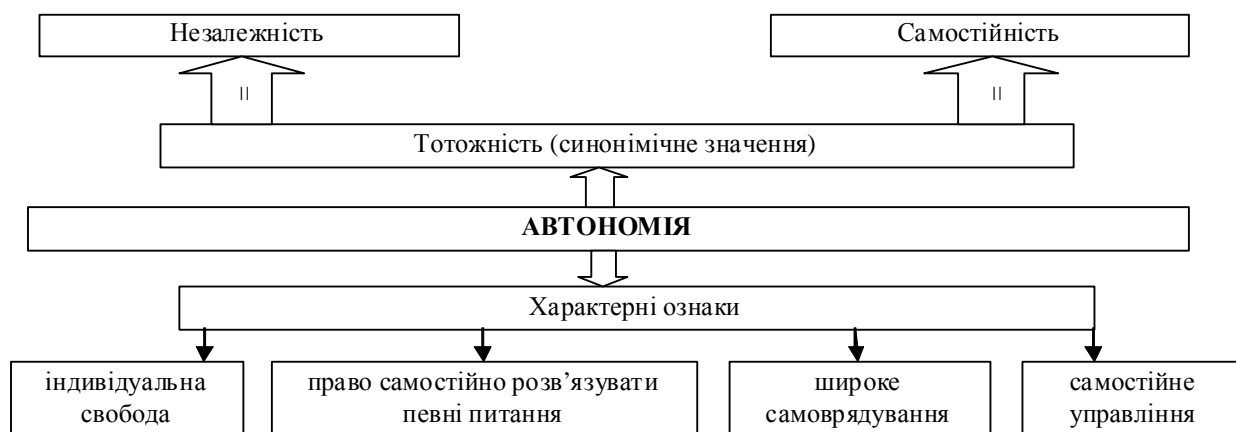 Незалежність
Самостійність
=
=
Тотожність (синонімічне значення)
АВТОНОМІЯ
Характерні ознаки
індивідуальна
свобода
право самостійно розв’язувати
певні питання
широке
самоврядування
самостійне
управління